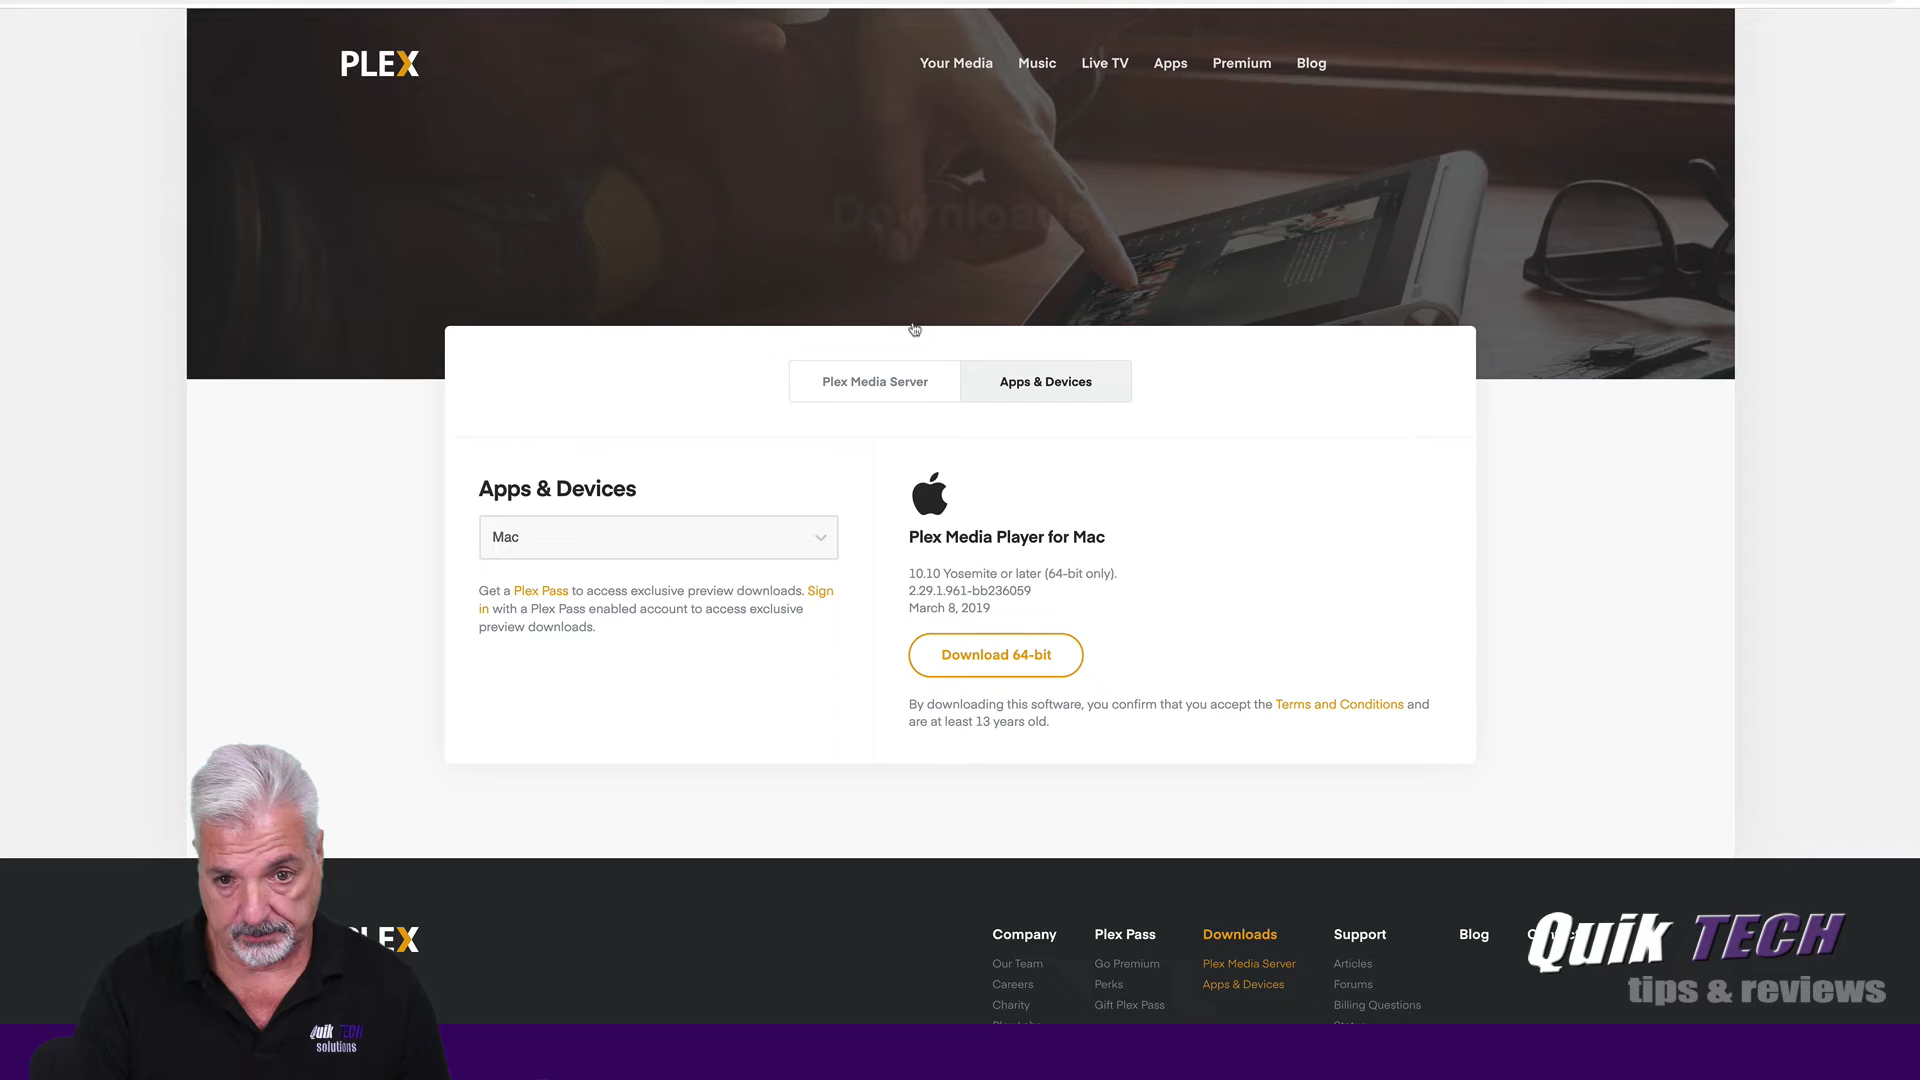 PLEX
Your Media Music Live TV Apps Premium Blog
Downloads
Plex Media Server Apps & Devices
Apps & Devices
Mac
Get a Plex Pass to access exclusive preview downloads. Sign
in with a Plex Pass enabled account to access exclusive
preview downloads.
Plex Media Player for Mac
10.10 Yosemite or later (64-bit only).
2.29.1.961-bb236059
March 8, 2019
Download 64-bit
By downloading this software, you confirm that you accept the Terms and Conditions and
are at least 13 years old.
LEX
Company Plex Pass Downloads Support Blog
Our Team Go Premium Plex Media Server Articles
Careers Perks Apps & Devices Forums
Charity Gift Plex Pass Billing Questions
Quik TECH
tips & reviews
Quik TECH
solutions